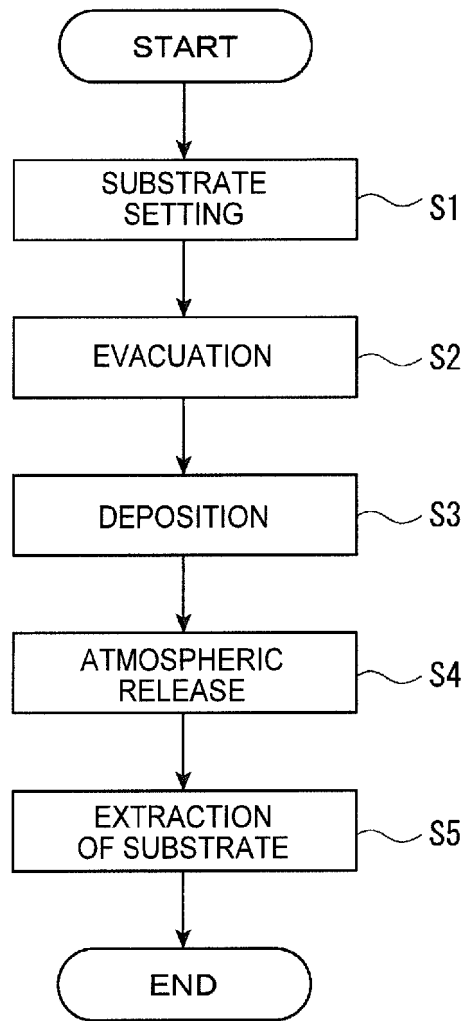 START
SUBSTRATE
SETTING
S1
EVACUATION
S2
DEPOSITION
S3
ATMOSPHERIC
RELEASE
S4
EXTRACTION
OF SUBSTRATE
S5
END